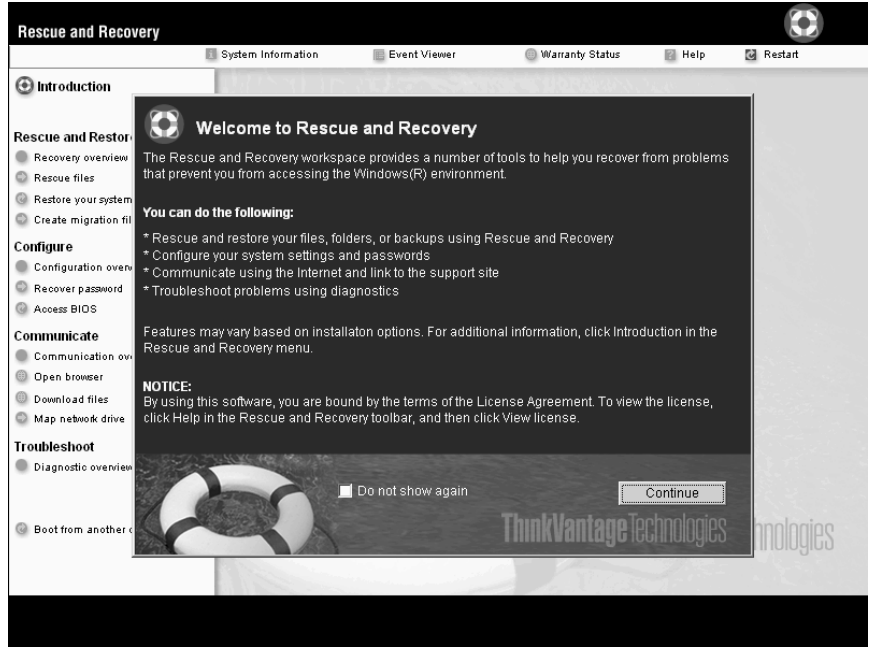 Rescue and Recovery
System Information Event Viewer Warranty Status Help Restart
Introduction
Rescue and Restor
Recovery overview
Rescue files
Restore your system
Create migration fil
Configure
Configuration overv
Recover password
Access BIOS
Communicate
Communication ov
Open browser
Download files
Map network drive
Troubleshoot
Diagnostic overview
Boot from another
Welcome to Rescue and Recovery
The Rescue and Recovery workspace provides a number of tools to help you recover from problems
that prevent you from accessing the Windows(R) environment.
You can do the following:
* Rescue and restore your files, folders, or backups using Rescue and Recovery
* Configure your system settings and passwords
* Communicate using the Internet and link to the support site
* Troubleshoot problems using diagnostics
Features may vary based on installaton options. For additional information, click Introduction in the
Rescue and Recovery menu.
NOTICE:
By using this software, you are bound by the terms of the License Agreement. To view the license,
click Help in the Rescue and Recovery toolbar, and then click View license.
Do not show again
Continue
ThinkVantage Technologies
hnologies